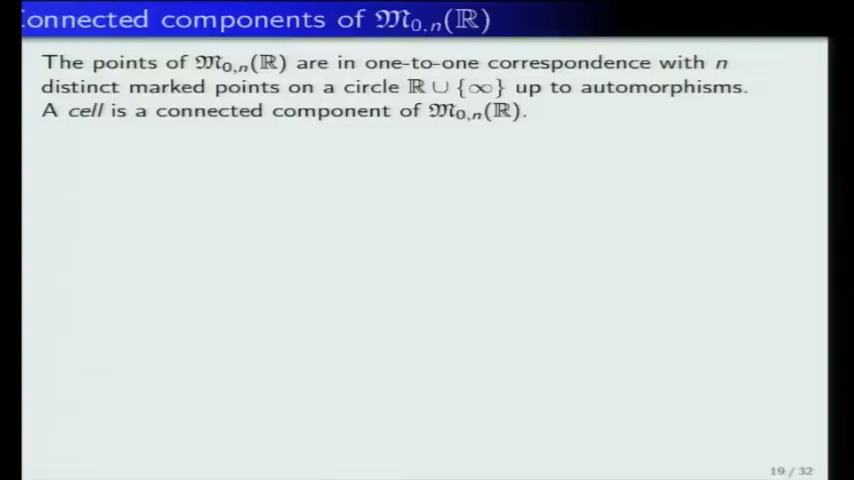 Connected components of 𝔐₀,ₙ(ℝ)
The points of 𝔐₀,ₙ(ℝ) are in one-to-one correspondence with n
distinct marked points on a circle ℝ ∪ {∞} up to automorphisms.
A cell is a connected component of 𝔐₀,ₙ(ℝ).
19 / 32